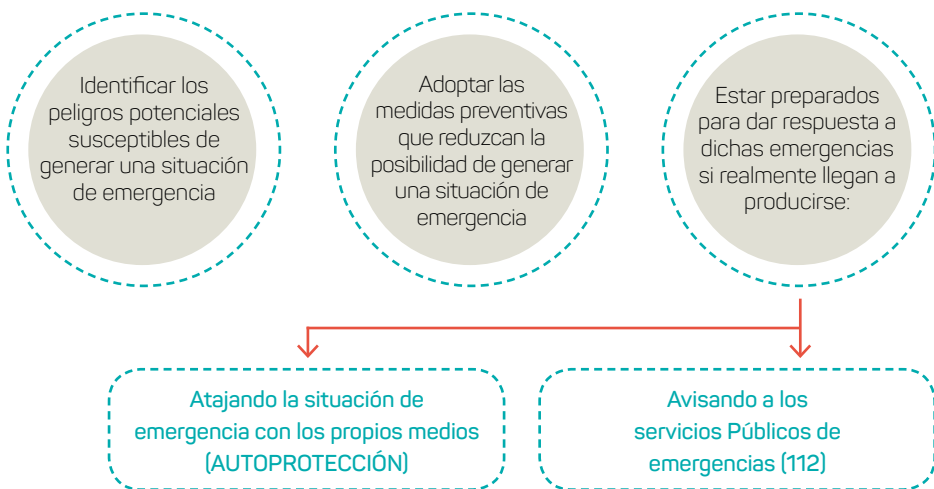 Identificar los
peligros potenciales
susceptibles de
generar una situación
de emergencia
Adoptar las
medidas preventivas
que reduzcan la
posibilidad de generar
una situación de
emergencia
Estar preparados
para dar respuesta a
dichas emergencias
si realmente llegan a
producirse:
Atajando la situación de
emergencia con los propios medios
(AUTOPROTECCIÓN)
Avisando a los
servicios Públicos de
emergencias (112)